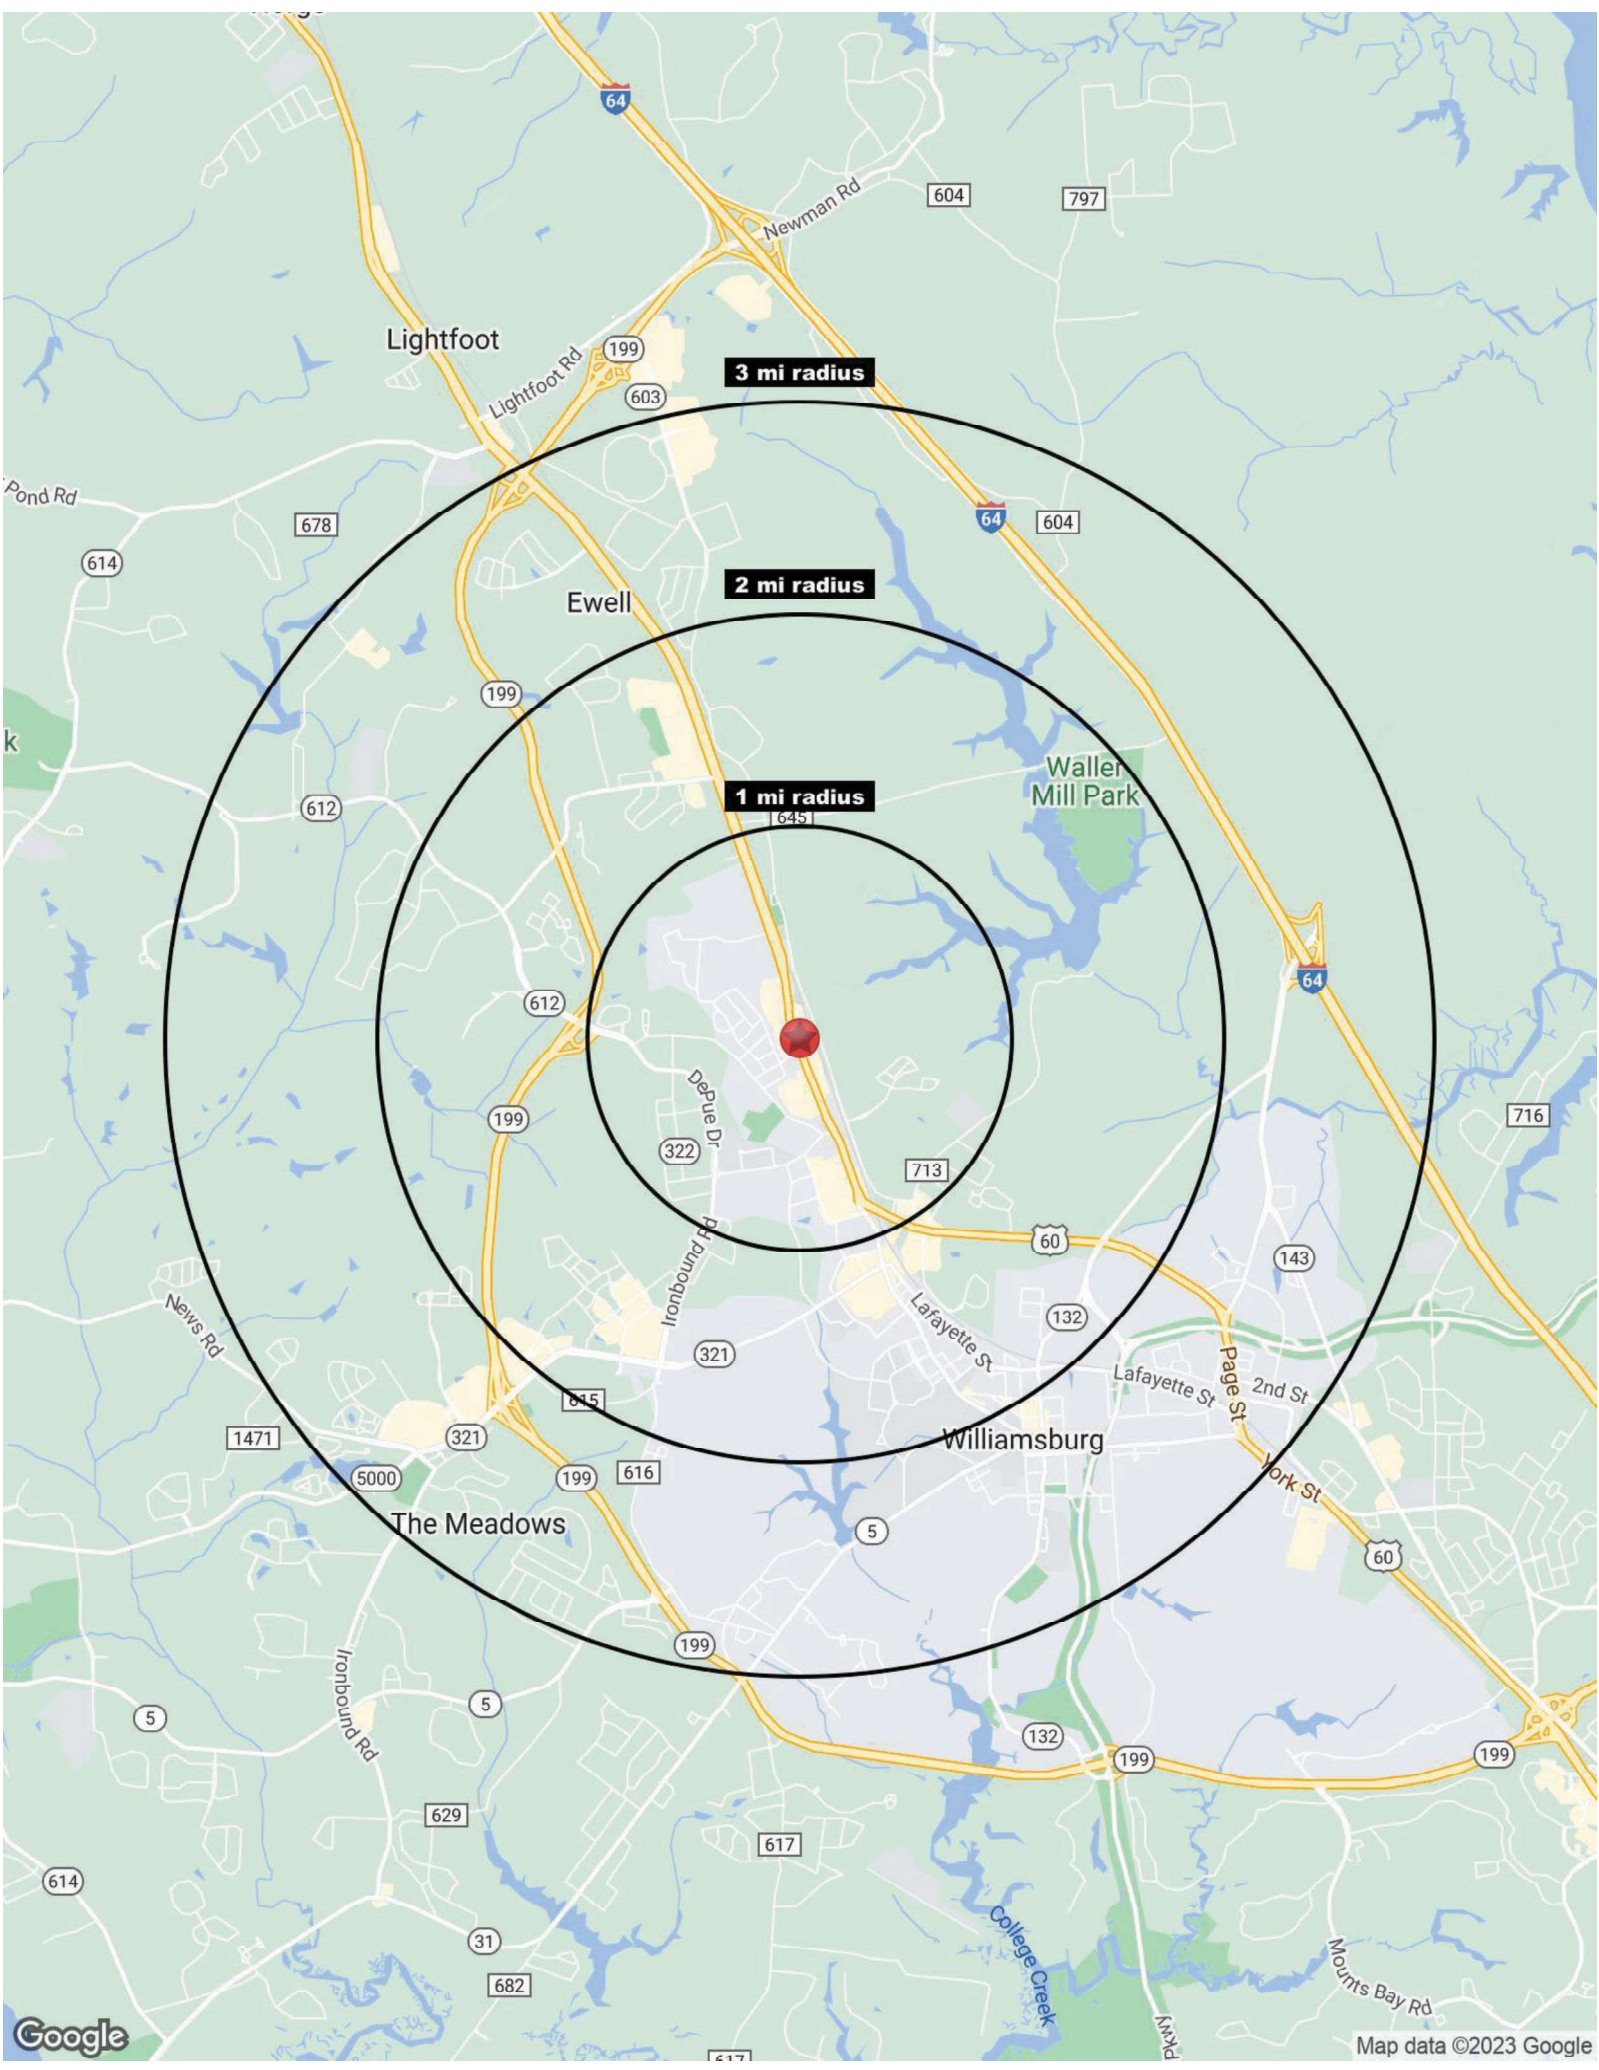 64
Newman Rd
604
797
Lightfoot
199
Lightfoot Rd
603
3 mi radius
Pond Rd
678
64
604
614
2 mi radius
Ewell
199
k
Waller
Mill Park
1 mi radius
612
645
64
612
DePue Dr
199
716
322
713
Ironbound Rd
60
143
News Rd
Lafayette St
132
321
Page St
Lafayette St
2nd St
615
1471
321
Williamsburg
5000
199
616
York St
The Meadows
5
60
199
Ironbound Rd
5
5
132
199
199
629
617
614
College Creek
31
Mounts Bay Rd
682
Pkwy
Google
Map data ©2023 Google
617